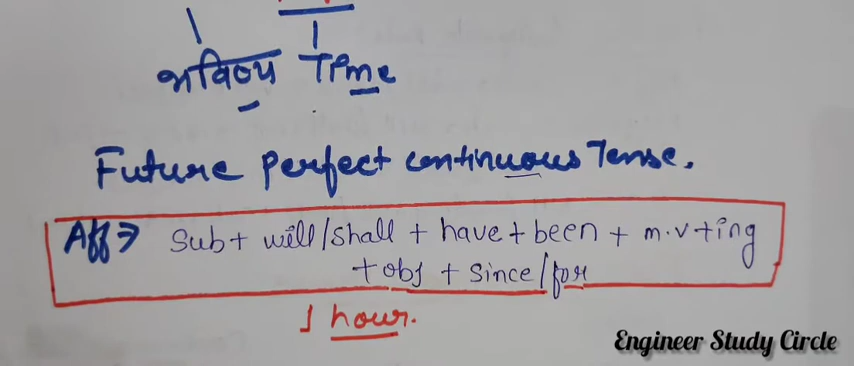 भविष्य Time
Future perfect continuous Tense.
Aff ⇒ Sub + will/shall + have + been + m.v + ing
+ obj + Since/for
1 hour.
Engineer Study Circle